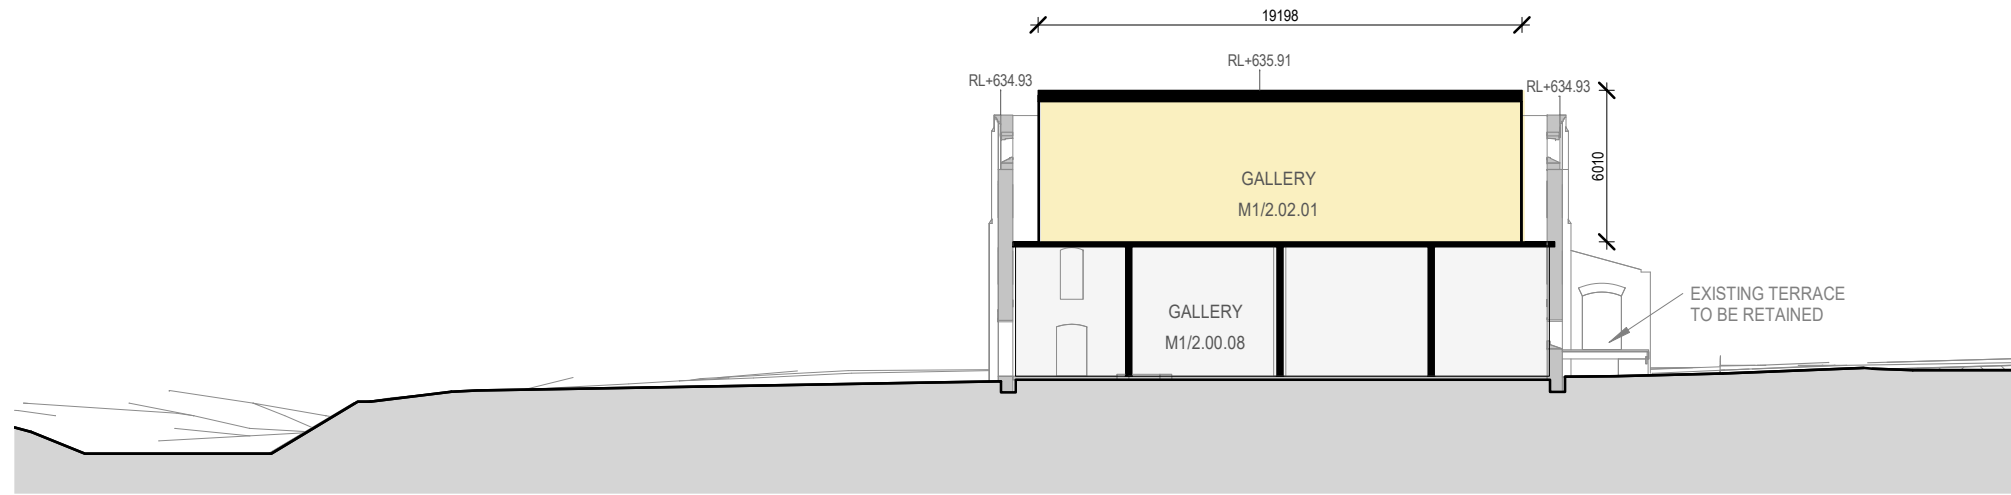 19198
RL+635.91
RL+634.93
RL+634.93
6010
GALLERY
M1/2.02.01
GALLERY
M1/2.00.08
EXISTING TERRACE
TO BE RETAINED